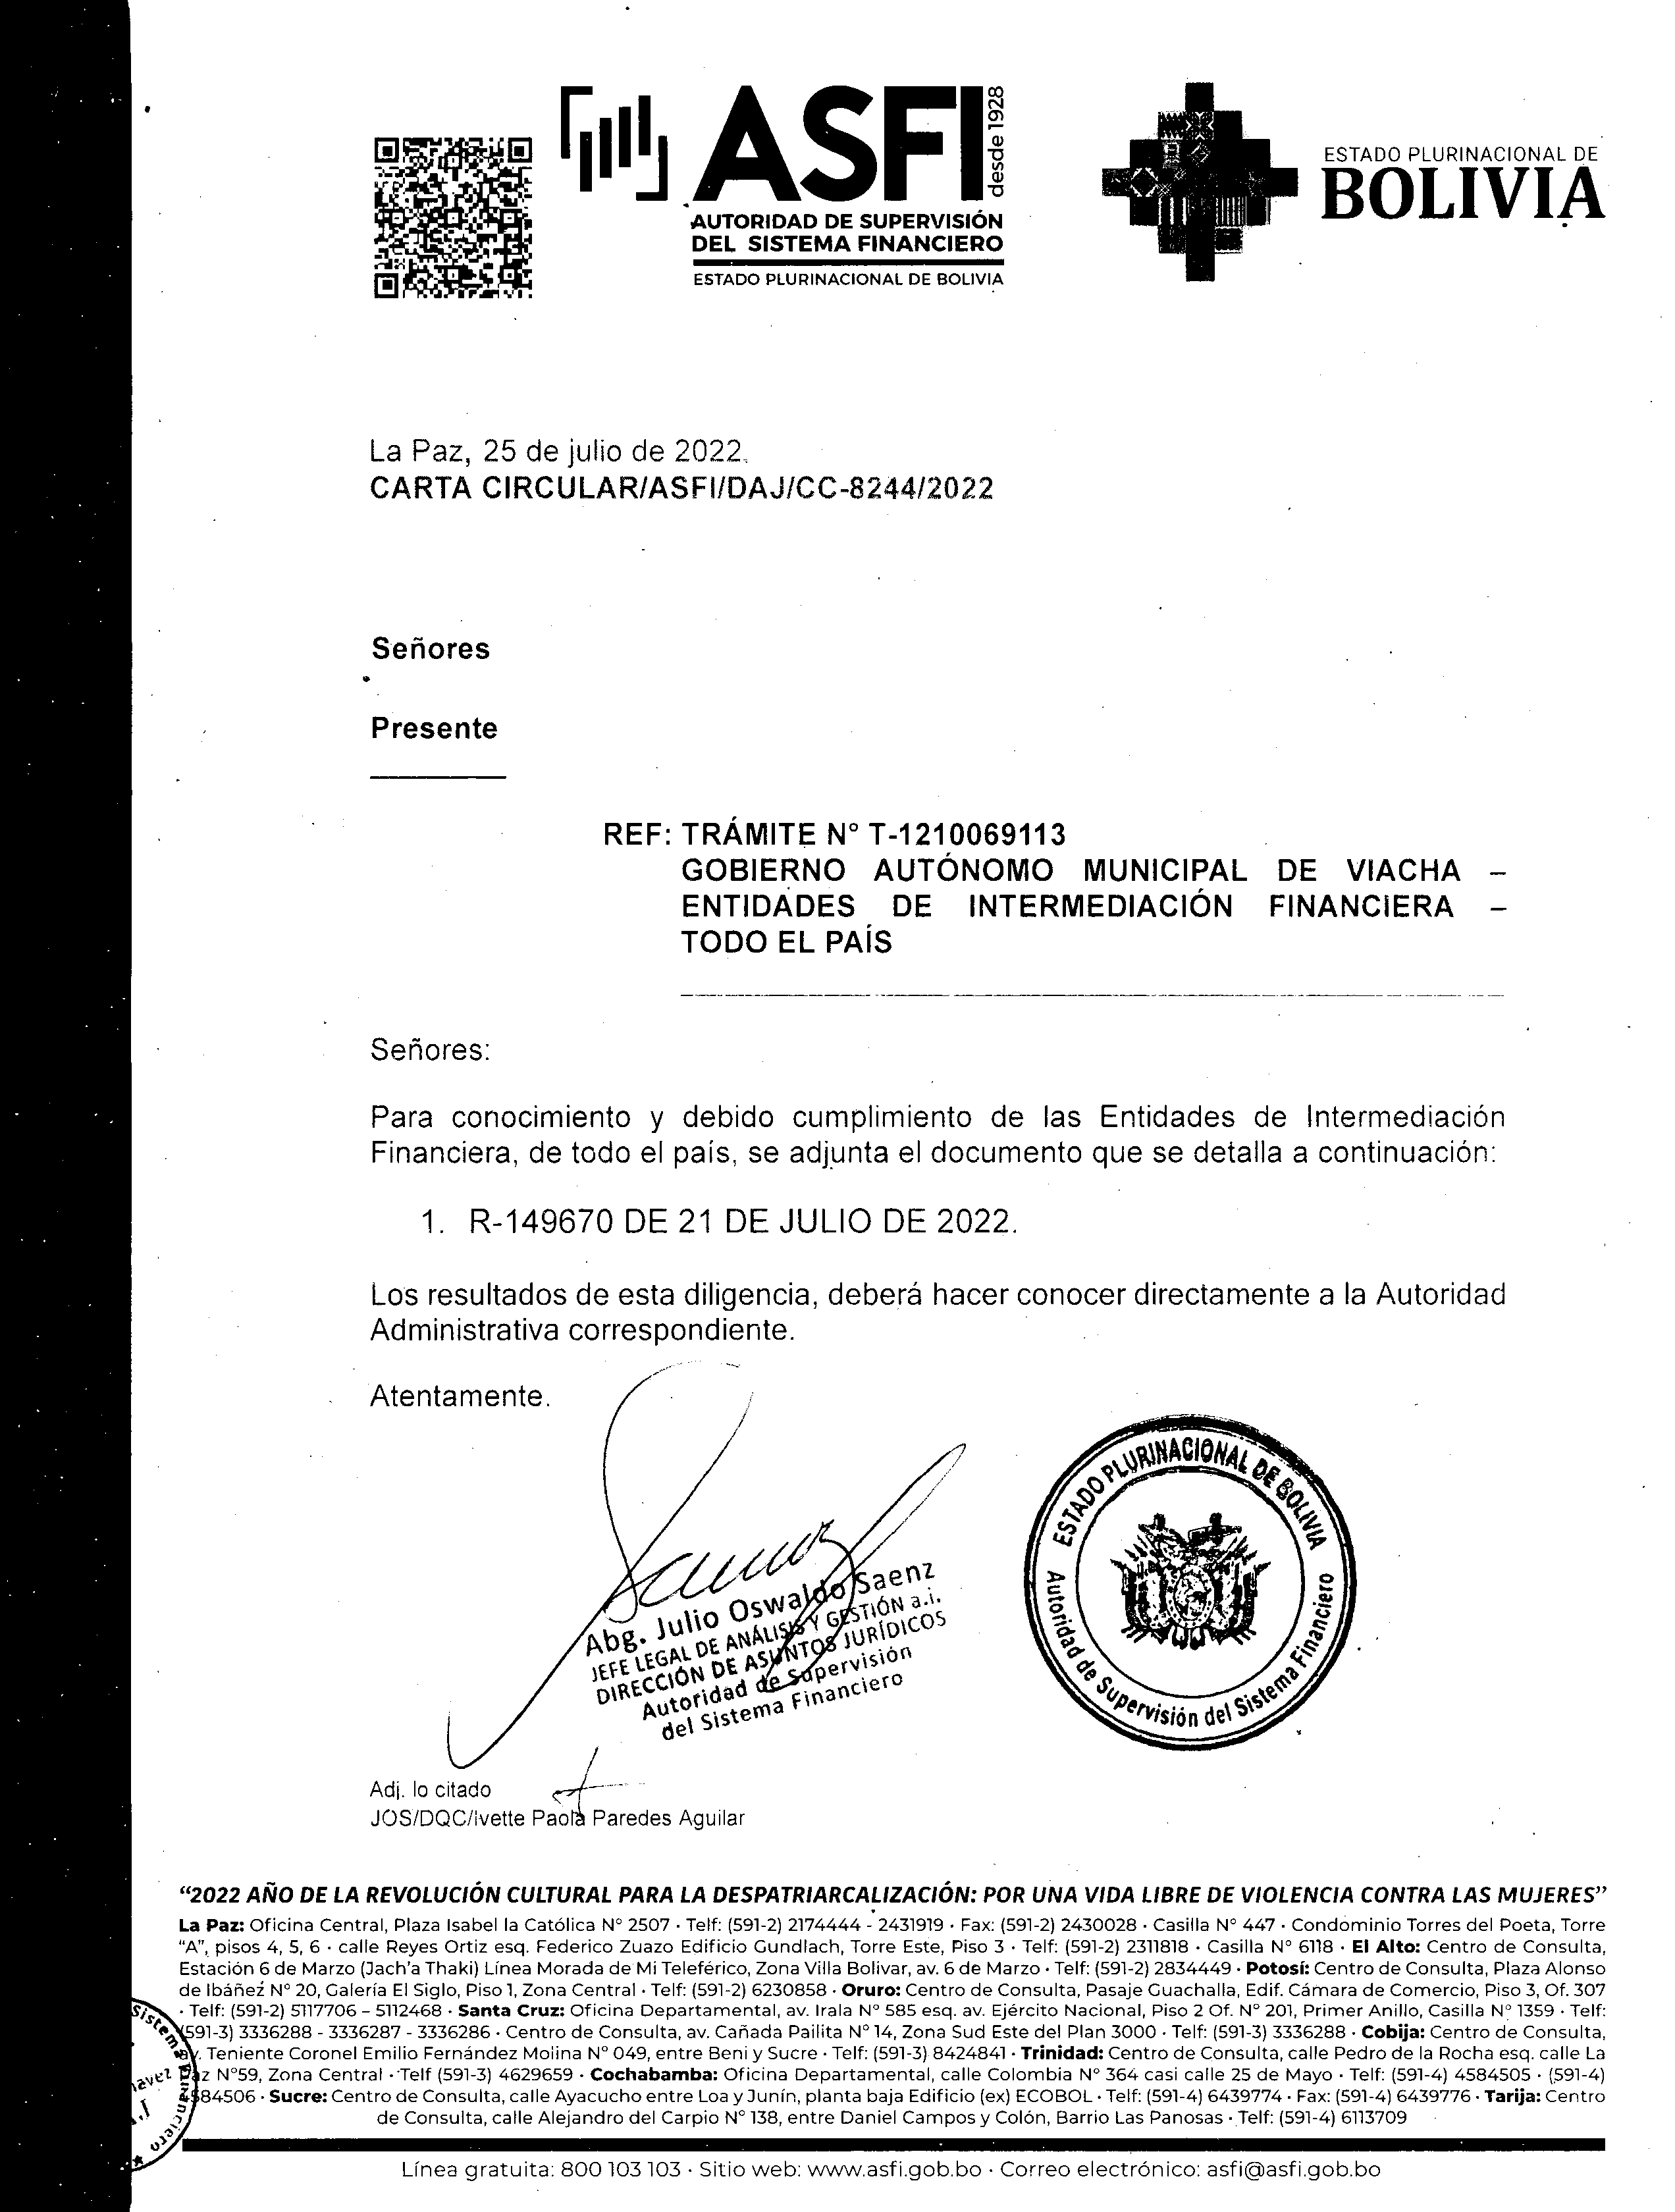 ASFI
desde 1928
AUTORIDAD DE SUPERVISIÓN
DEL SISTEMA FINANCIERO
ESTADO PLURINACIONAL DE BOLIVIA
ESTADO PLURINACIONAL DE
BOLIVIA
La Paz, 25 de julio de 2022.
CARTA CIRCULAR/ASFI/DAJ/CC-8244/2022
Señores
Presente
REF: TRÁMITE N° T-1210069113
GOBIERNO AUTÓNOMO MUNICIPAL DE VIACHA –
ENTIDADES DE INTERMEDIACIÓN FINANCIERA –
TODO EL PAÍS
Señores:
Para conocimiento y debido cumplimiento de las Entidades de Intermediación
Financiera, de todo el país, se adjunta el documento que se detalla a continuación:
1. R-149670 DE 21 DE JULIO DE 2022.
Los resultados de esta diligencia, deberá hacer conocer directamente a la Autoridad
Administrativa correspondiente.
Atentamente.
Abg. Julio Oswaldo Saenz
JEFE LEGAL DE ANÁLISIS Y GESTIÓN a.i.
DIRECCIÓN DE ASUNTOS JURÍDICOS
Autoridad de Supervisión
del Sistema Financiero
ESTADO PLURINACIONAL DE BOLIVIA
Autoridad de Supervisión del Sistema Financiero
Adj. lo citado
JOS/DQC/Ivette Paola Paredes Aguilar
“2022 AÑO DE LA REVOLUCIÓN CULTURAL PARA LA DESPATRIARCALIZACIÓN: POR UNA VIDA LIBRE DE VIOLENCIA CONTRA LAS MUJERES”
La Paz: Oficina Central, Plaza Isabel la Católica N° 2507 · Telf: (591-2) 2174444 - 2431919 · Fax: (591-2) 2430028 · Casilla N° 447 · Condominio Torres del Poeta, Torre
“A”, pisos 4, 5, 6 · calle Reyes Ortiz esq. Federico Zuazo Edificio Gundlach, Torre Este, Piso 3 · Telf: (591-2) 2311818 · Casilla N° 6118 · El Alto: Centro de Consulta,
Estación 6 de Marzo (Jach’a Thaki) Línea Morada de Mi Teleférico, Zona Villa Bolivar, av. 6 de Marzo · Telf: (591-2) 2834449 · Potosí: Centro de Consulta, Plaza Alonso
de Ibáñez N° 20, Galería El Siglo, Piso 1, Zona Central · Telf: (591-2) 6230858 · Oruro: Centro de Consulta, Pasaje Guachalla, Edif. Cámara de Comercio, Piso 3, Of. 307
· Telf: (591-2) 5117706 – 5112468 · Santa Cruz: Oficina Departamental, av. Irala N° 585 esq. av. Ejército Nacional, Piso 2 Of. N° 201, Primer Anillo, Casilla N° 1359 · Telf:
(591-3) 3336288 - 3336287 - 3336286 · Centro de Consulta, av. Cañada Pailita N° 14, Zona Sud Este del Plan 3000 · Telf: (591-3) 3336288 · Cobija: Centro de Consulta,
Teniente Coronel Emilio Fernández Molina N° 049, entre Beni y Sucre · Telf: (591-3) 8424841 · Trinidad: Centro de Consulta, calle Pedro de la Rocha esq. calle La
Paz N°59, Zona Central · Telf (591-3) 4629659 · Cochabamba: Oficina Departamental, calle Colombia N° 364 casi calle 25 de Mayo · Telf: (591-4) 4584505 · (591-4)
4584506 · Sucre: Centro de Consulta, calle Ayacucho entre Loa y Junín, planta baja Edificio (ex) ECOBOL · Telf: (591-4) 6439774 · Fax: (591-4) 6439776 · Tarija: Centro
de Consulta, calle Alejandro del Carpio N° 138, entre Daniel Campos y Colón, Barrio Las Panosas · Telf: (591-4) 6113709
Sistema Financiero
Línea gratuita: 800 103 103 · Sitio web: www.asfi.gob.bo · Correo electrónico: asfi@asfi.gob.bo